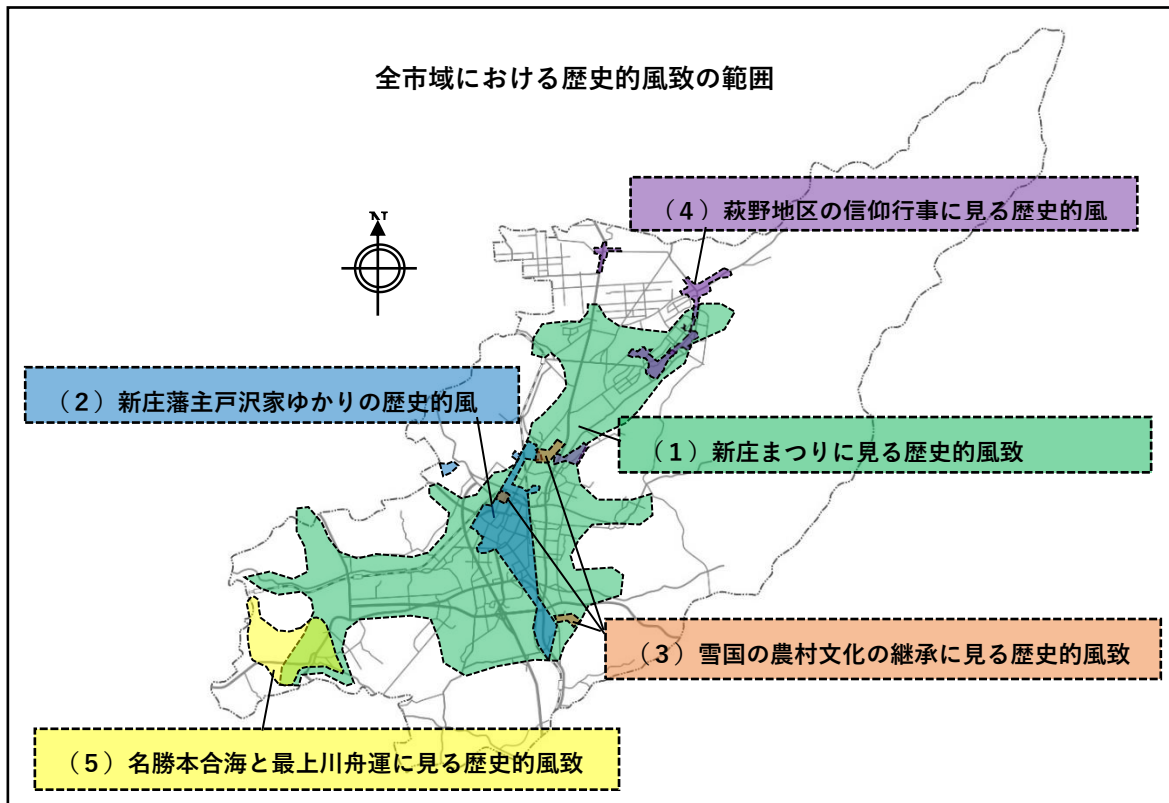 全市域における歴史的風致の範囲
（４）萩野地区の信仰行事に見る歴史的風
（２）新庄藩主戸沢家ゆかりの歴史的風
（１）新庄まつりに見る歴史的風致
（３）雪国の農村文化の継承に見る歴史的風致
（５）名勝本合海と最上川舟運に見る歴史的風致